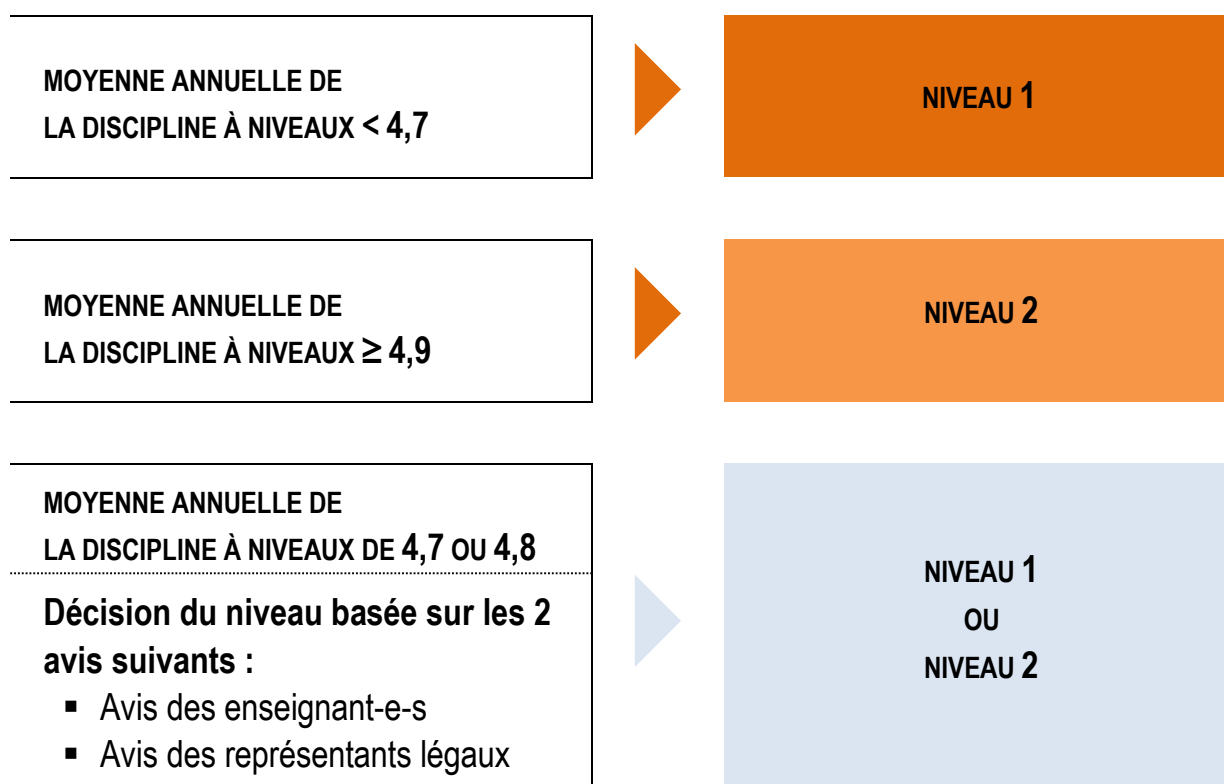 MOYENNE ANNUELLE DE
LA DISCIPLINE À NIVEAUX < 4,7
NIVEAU 1
MOYENNE ANNUELLE DE
LA DISCIPLINE À NIVEAUX ≥ 4,9
NIVEAU 2
MOYENNE ANNUELLE DE
LA DISCIPLINE À NIVEAUX DE 4,7 OU 4,8
Décision du niveau basée sur les 2
avis suivants :
▪ Avis des enseignant-e-s
▪ Avis des représentants légaux
NIVEAU 1
OU
NIVEAU 2